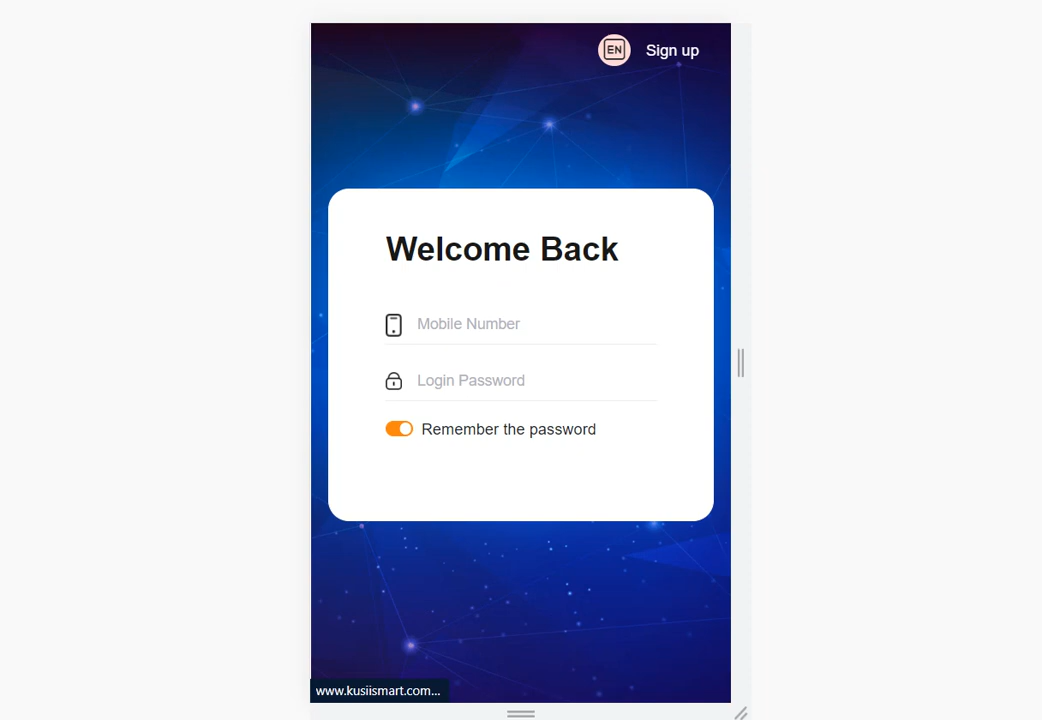 EN
Sign up
Welcome Back
Mobile Number
Login Password
Remember the password
www.kusiismart.com...